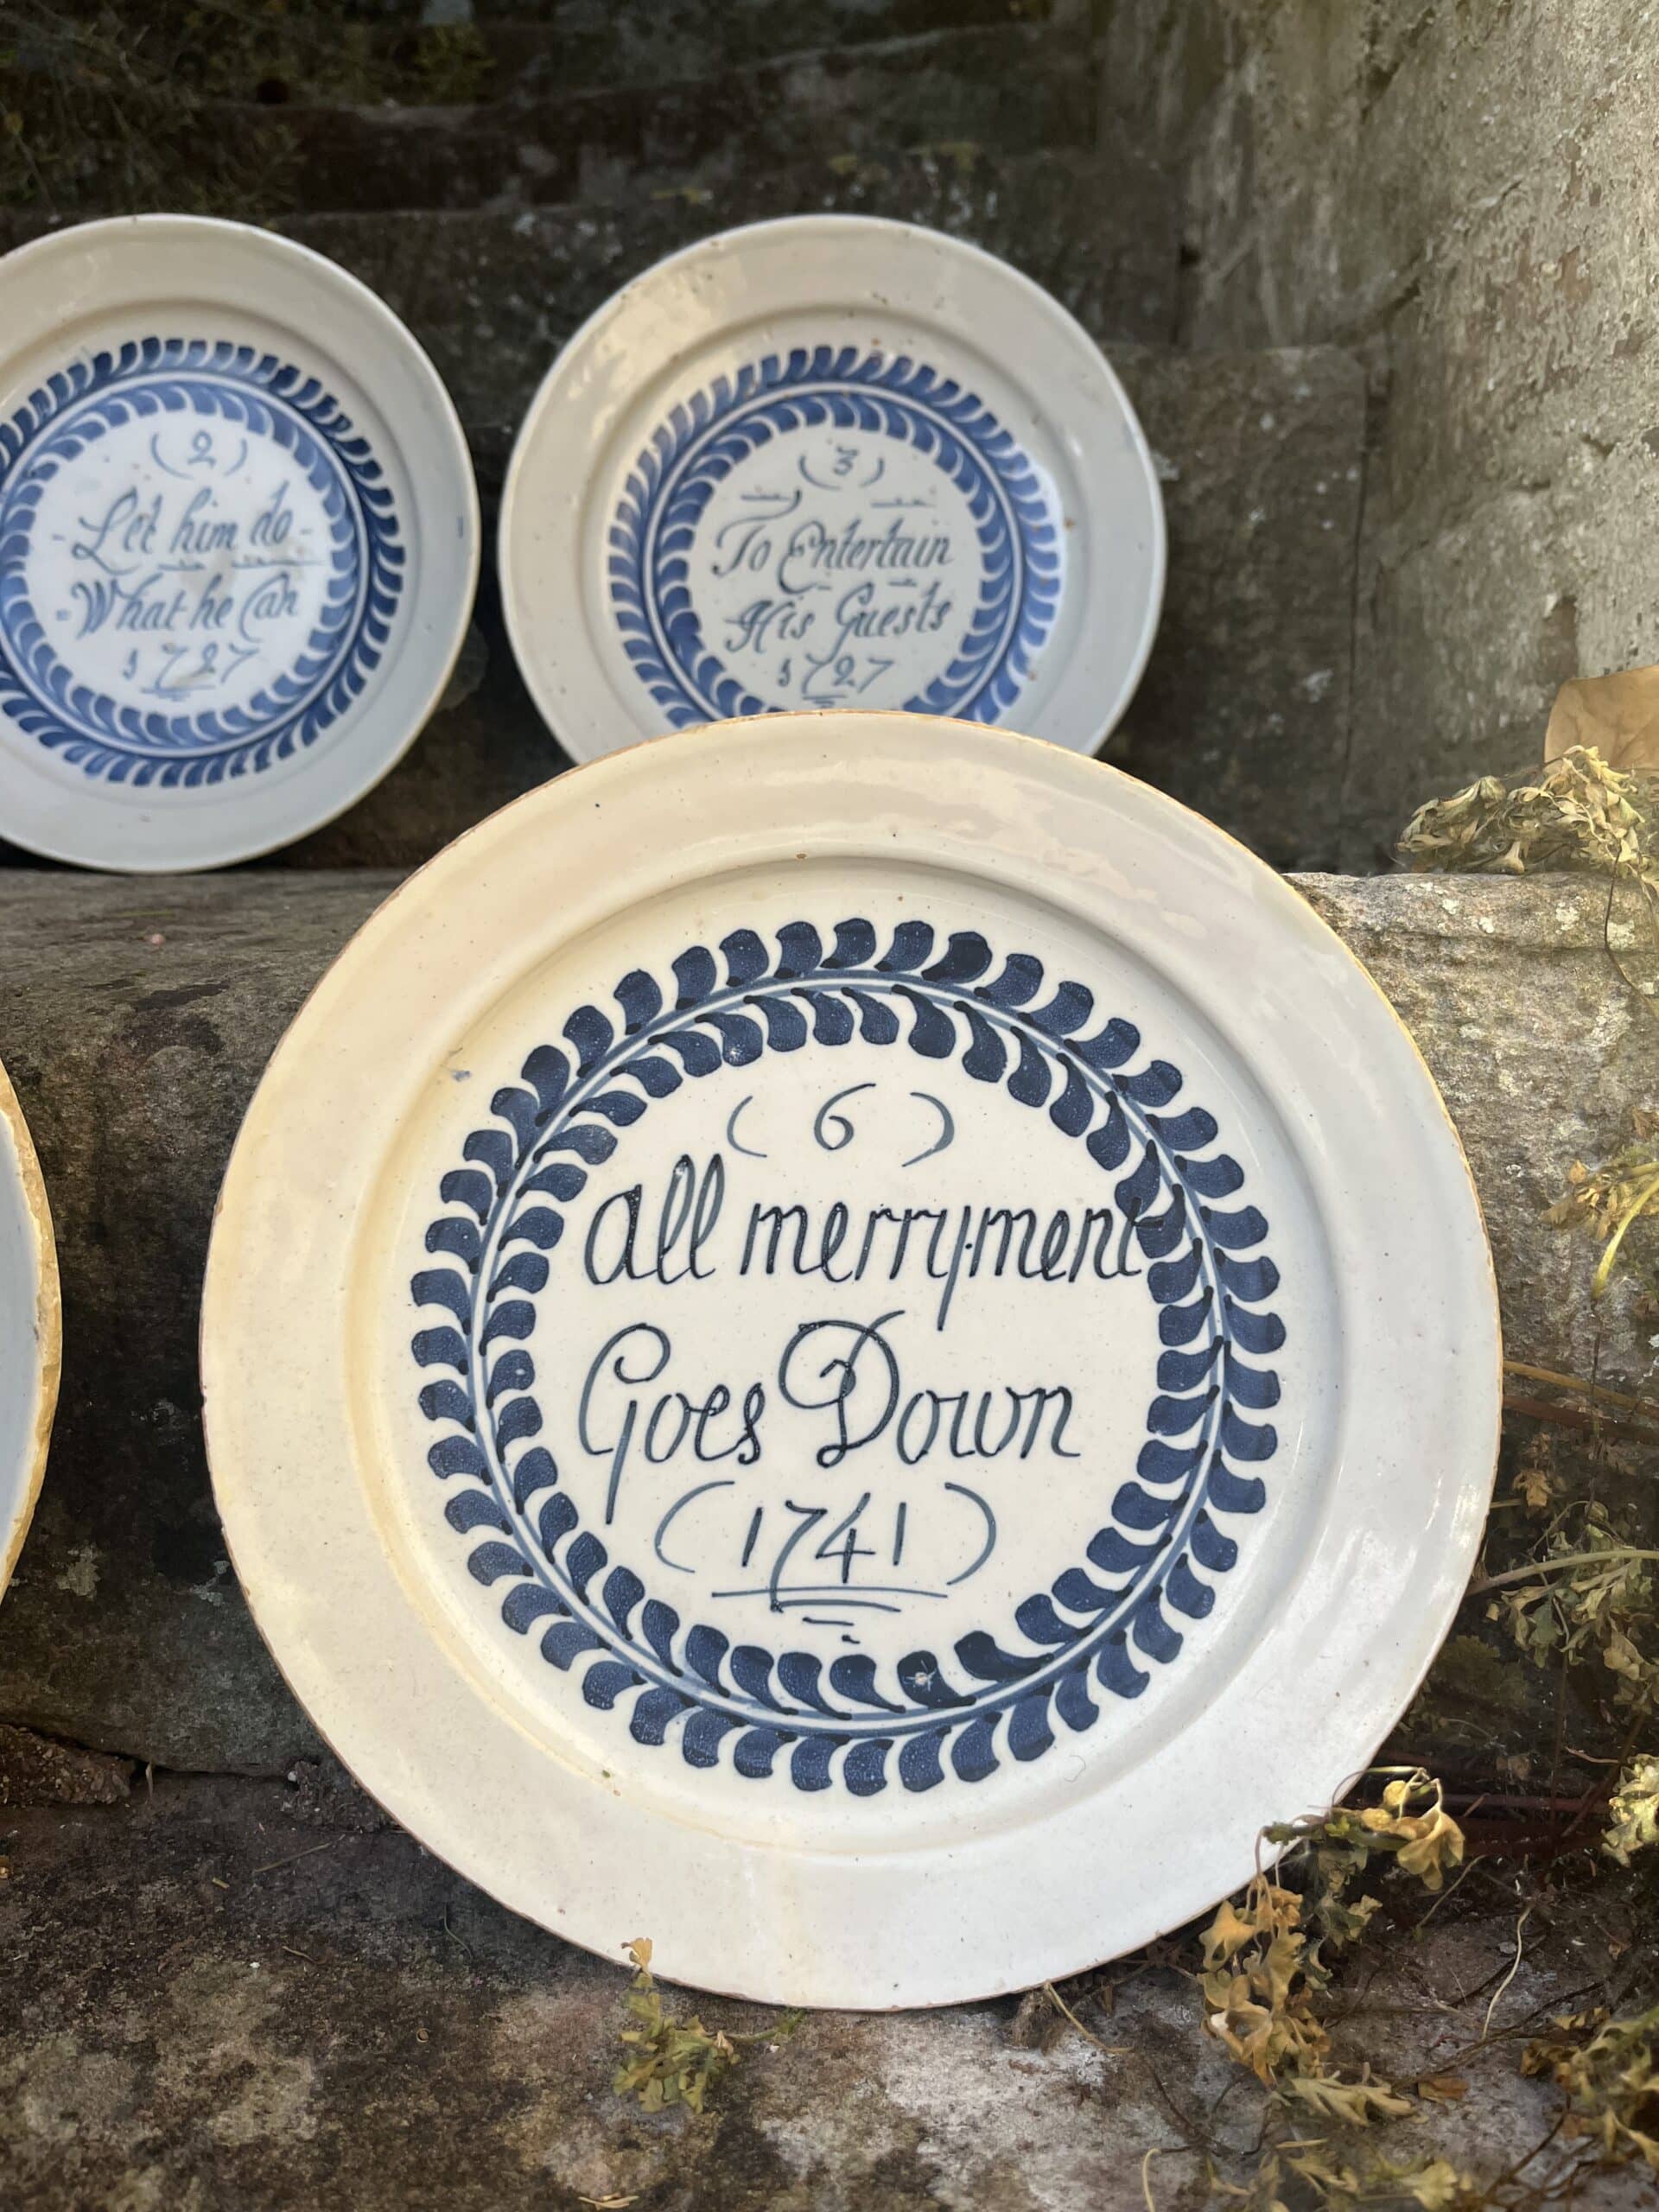 (2)
Let him do
What he Can
1727
(3)
To Entertain
His Guests
1727
(6)
all merryment
Goes Down
(1741)